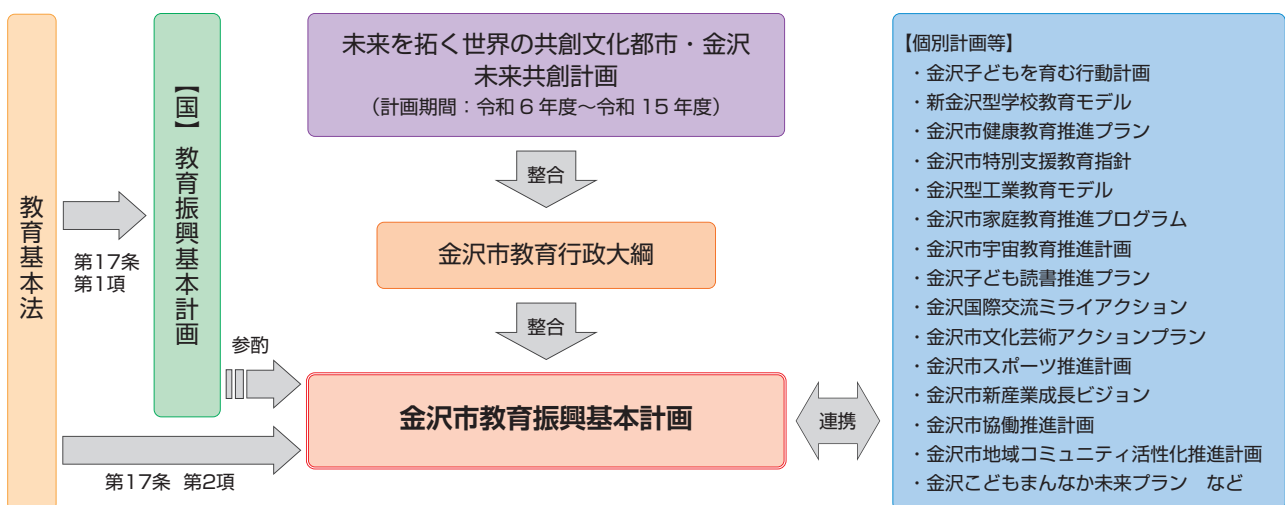 教育基本法
第17条
第1項
【国】教育振興基本計画
参酌
第17条 第2項
未来を拓く世界の共創文化都市・金沢
未来共創計画
（計画期間：令和6年度～令和15年度）
整合
金沢市教育行政大綱
整合
金沢市教育振興基本計画
連携
【個別計画等】
・金沢子どもを育む行動計画
・新金沢型学校教育モデル
・金沢市健康教育推進プラン
・金沢市特別支援教育指針
・金沢型工業教育モデル
・金沢市家庭教育推進プログラム
・金沢市宇宙教育推進計画
・金沢子ども読書推進プラン
・金沢国際交流ミライアクション
・金沢市文化芸術アクションプラン
・金沢市スポーツ推進計画
・金沢市新産業成長ビジョン
・金沢市協働推進計画
・金沢市地域コミュニティ活性化推進計画
・金沢こどもまんなか未来プラン　など